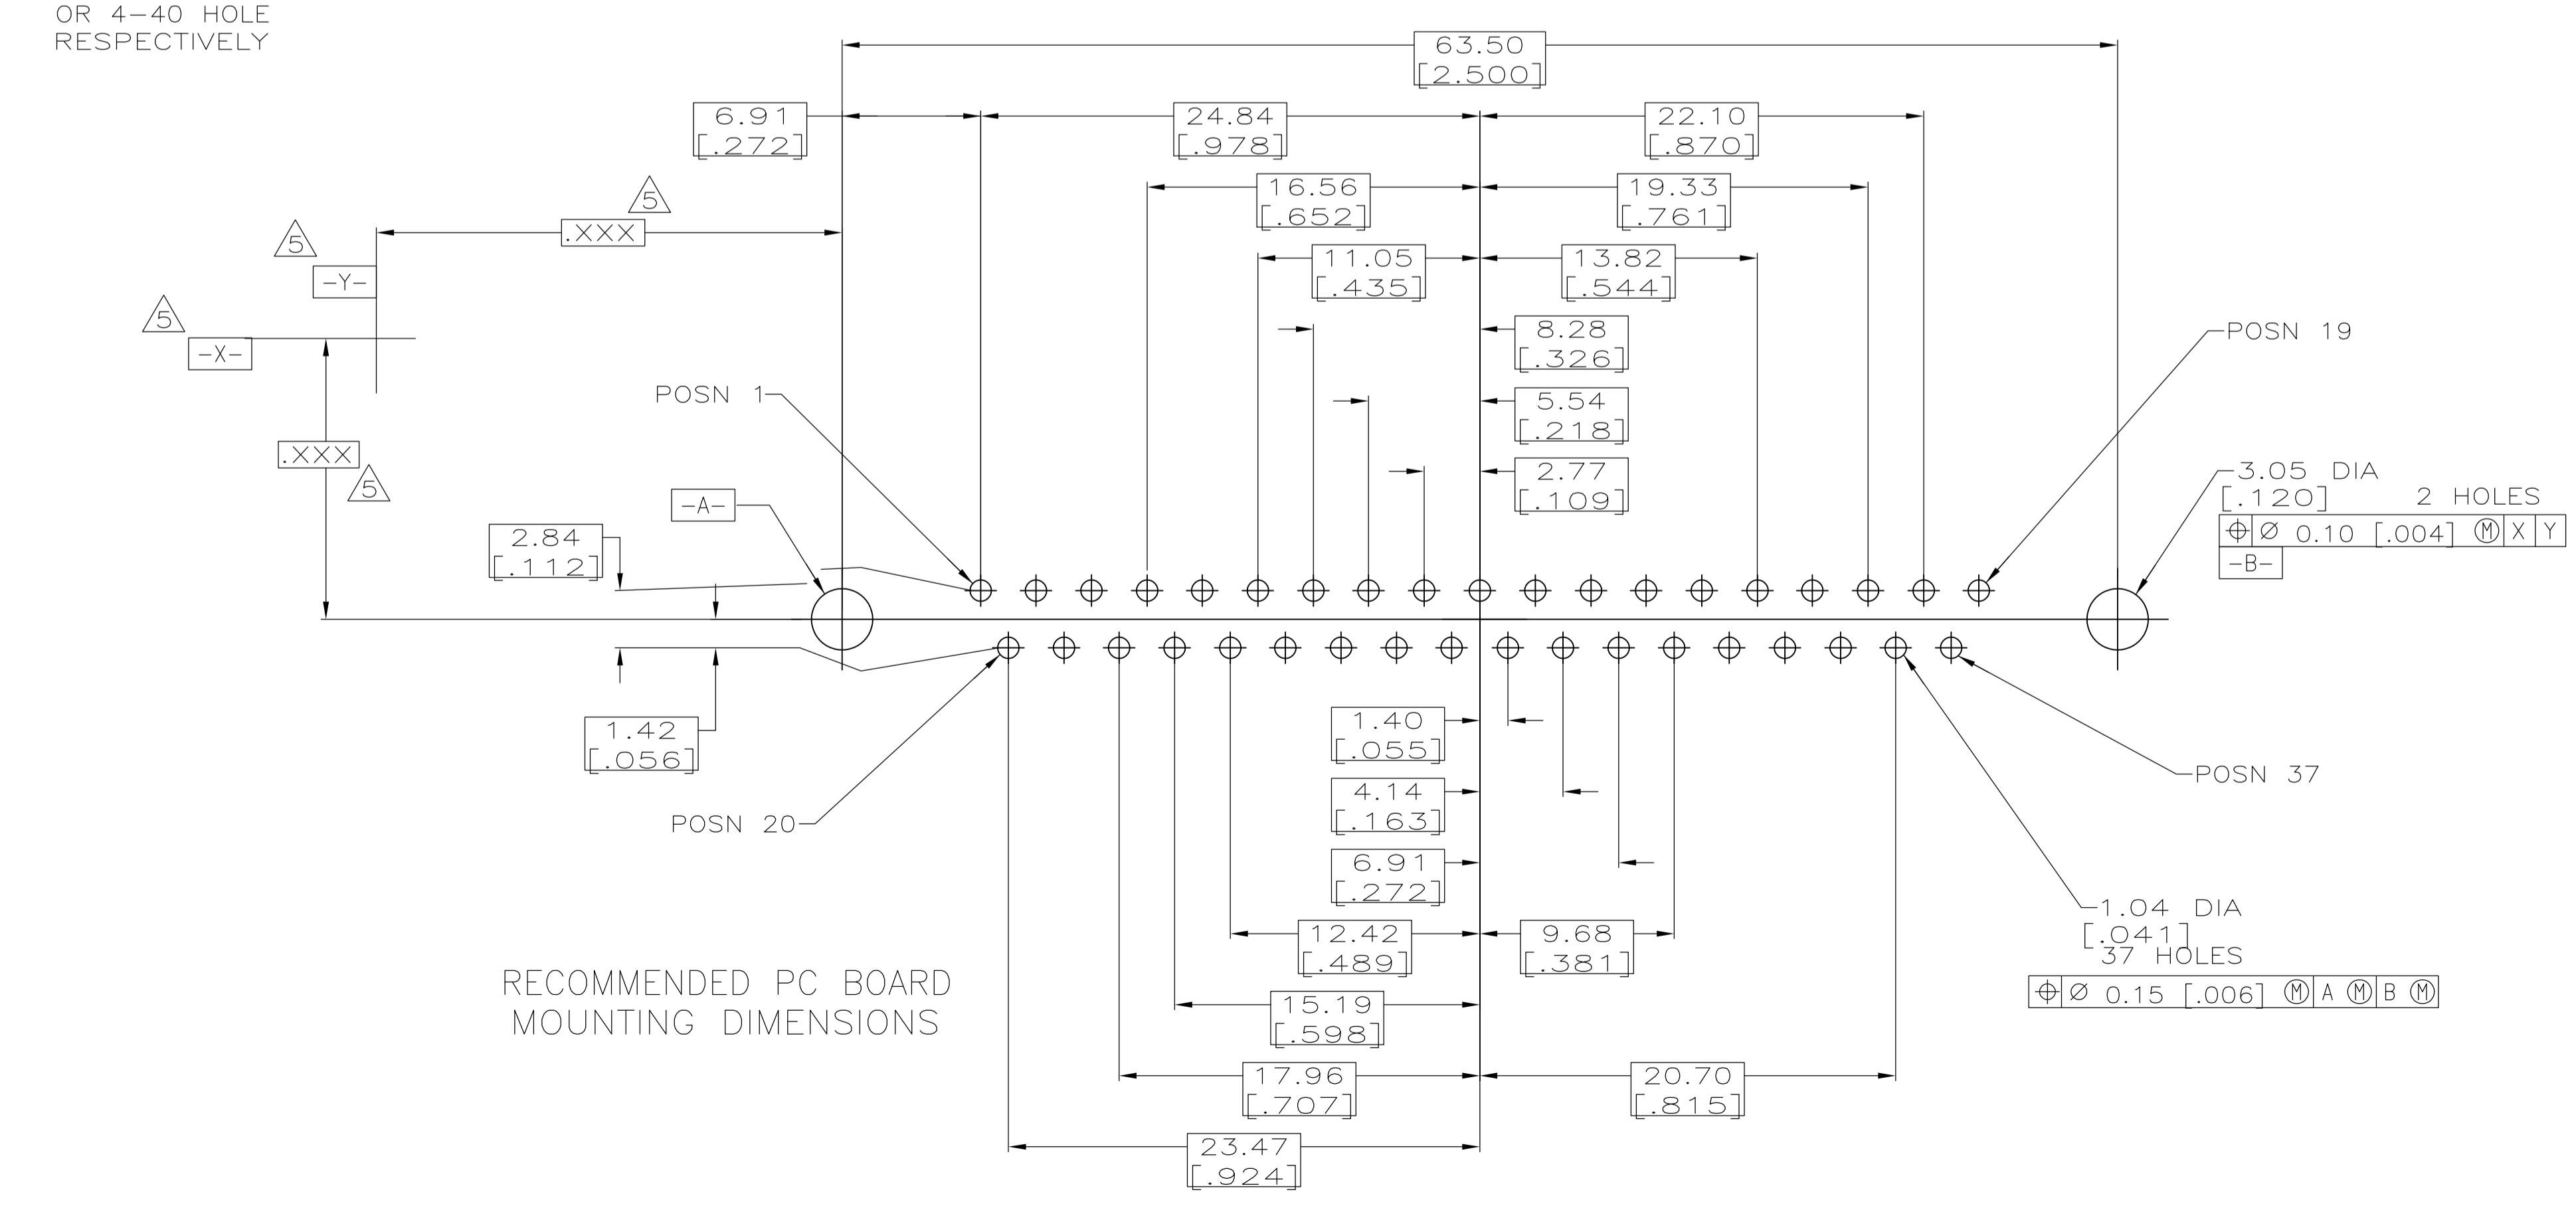 OR 4-40 HOLE
RESPECTIVELY
63.50
[2.500]
6.91
[.272]
24.84
[.978]
22.10
[.870]
16.56
[.652]
19.33
[.761]
5
.XXX
5
-Y-
11.05
[.435]
13.82
[.544]
5
-X-
8.28
[.326]
POSN 19
POSN 1
5.54
[.218]
.XXX
5
2.77
[.109]
3.05 DIA
[.120] 2 HOLES
⌖ Ø 0.10 [.004] Ⓜ X Y
-B-
-A-
2.84
[.112]
1.42
[.056]
1.40
[.055]
POSN 37
4.14
[.163]
POSN 20
6.91
[.272]
1.04 DIA
[.041]
37 HOLES
⌖ Ø 0.15 [.006] Ⓜ A Ⓜ B Ⓜ
12.42
[.489]
9.68
[.381]
RECOMMENDED PC BOARD
MOUNTING DIMENSIONS
15.19
[.598]
17.96
[.707]
20.70
[.815]
23.47
[.924]